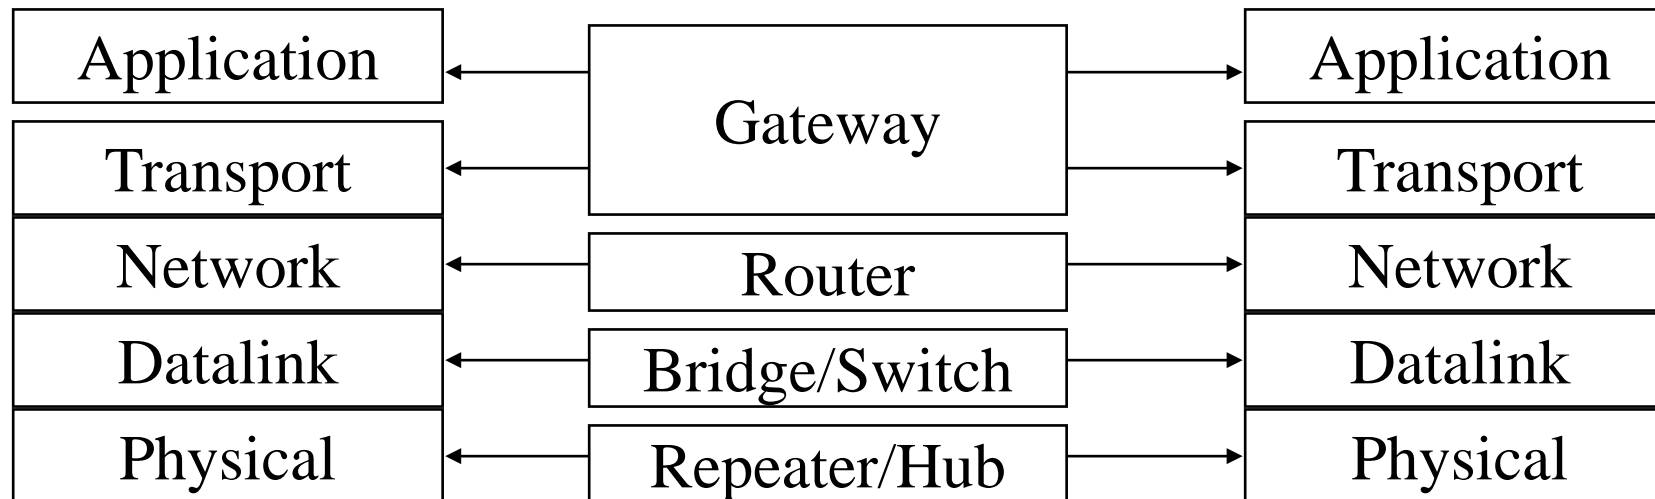 Application
Gateway
Application
Transport
Transport
Network
Router
Network
Datalink
Bridge/Switch
Datalink
Physical
Repeater/Hub
Physical